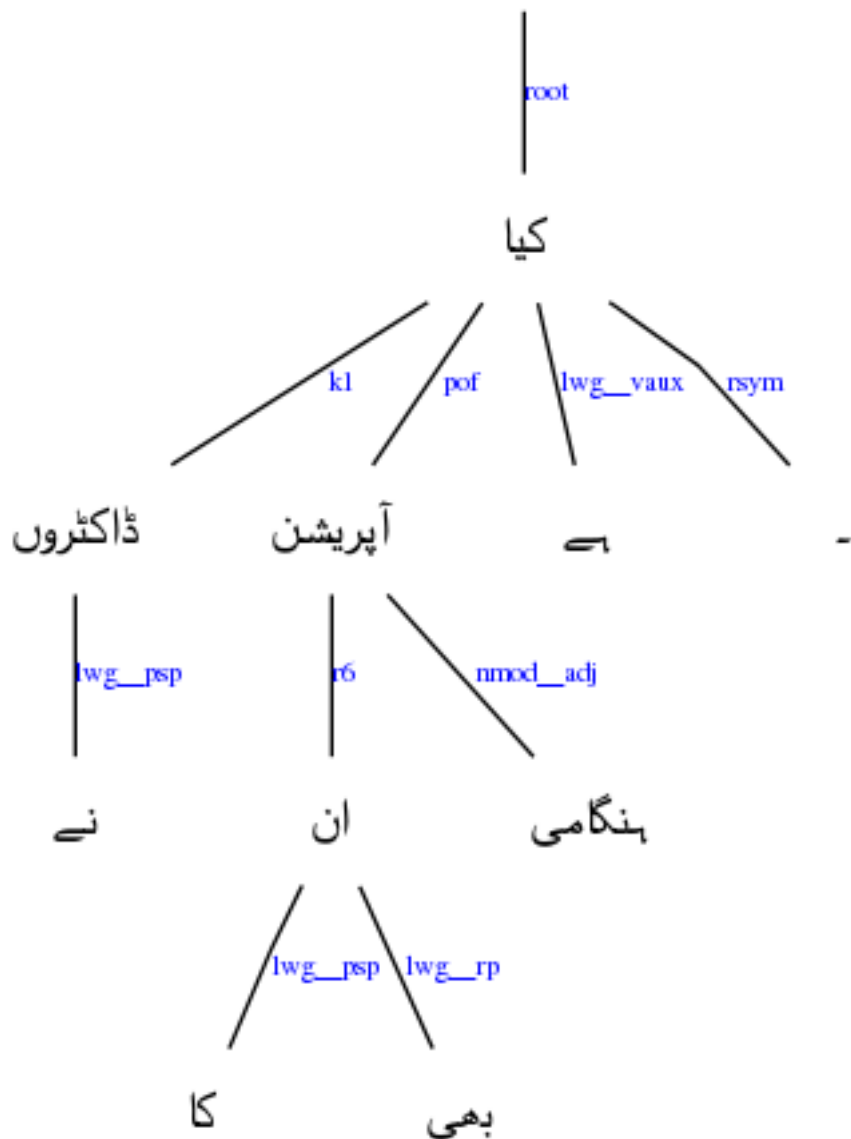 root
کیا
k1 pof lwg__vaux rsym
ڈاکٹروں آپریشن ہے ۔
lwg__psp r6 nmod__adj
نے ان ہنگامی
lwg__psp lwg__rp
کا بھی